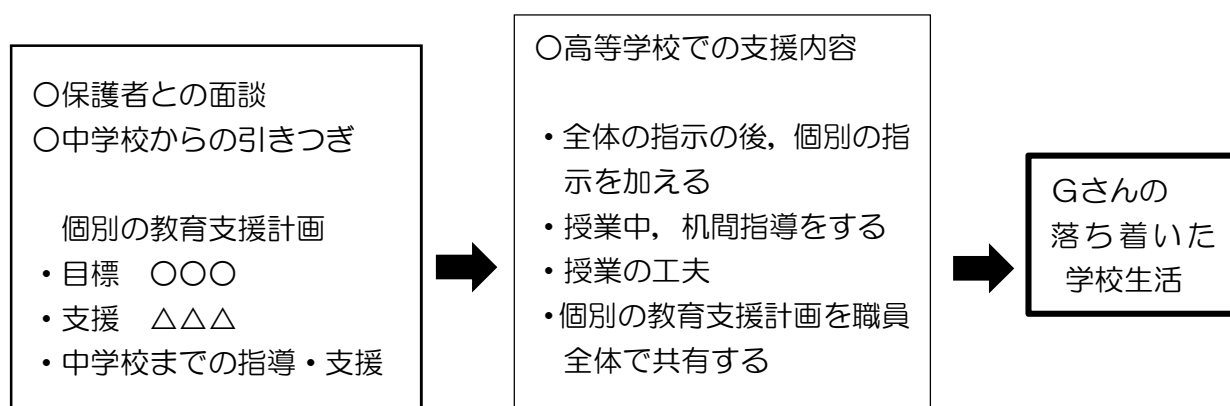 〇保護者との面談
〇中学校からの引きつぎ
個別の教育支援計画
・目標　〇〇〇
・支援　△△△
・中学校までの指導・支援
〇高等学校での支援内容
・全体の指示の後，個別の指
示を加える
・授業中，机間指導をする
・授業の工夫
・個別の教育支援計画を職員
全体で共有する
Gさんの
落ち着いた
学校生活